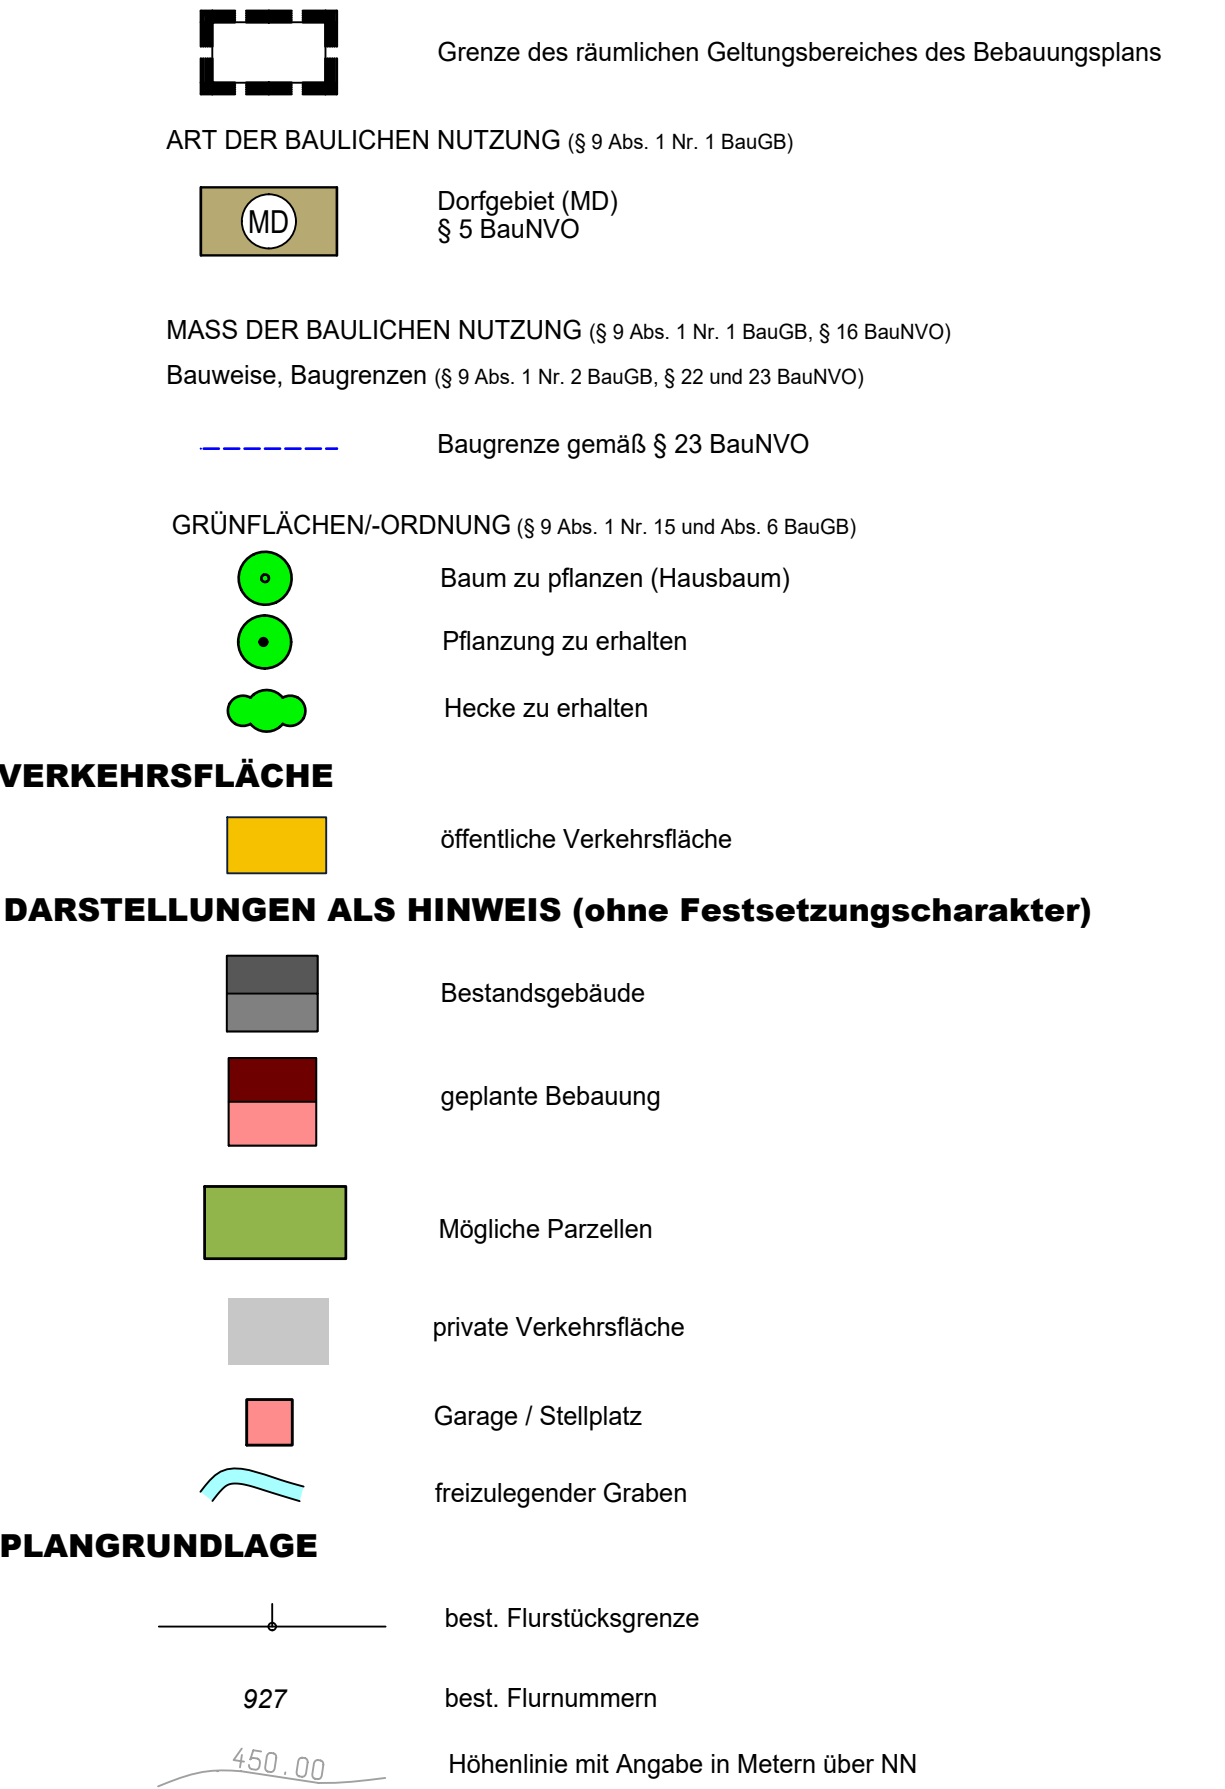 Grenze des räumlichen Geltungsbereiches des Bebauungsplans
ART DER BAULICHEN NUTZUNG (§ 9 Abs. 1 Nr. 1 BauGB)
MD
Dorfgebiet (MD)
§ 5 BauNVO
MASS DER BAULICHEN NUTZUNG (§ 9 Abs. 1 Nr. 1 BauGB, § 16 BauNVO)
Bauweise, Baugrenzen (§ 9 Abs. 1 Nr. 2 BauGB, § 22 und 23 BauNVO)
Baugrenze gemäß § 23 BauNVO
GRÜNFLÄCHEN/-ORDNUNG (§ 9 Abs. 1 Nr. 15 und Abs. 6 BauGB)
Baum zu pflanzen (Hausbaum)
Pflanzung zu erhalten
Hecke zu erhalten
VERKEHRSFLÄCHE
öffentliche Verkehrsfläche
DARSTELLUNGEN ALS HINWEIS (ohne Festsetzungscharakter)
Bestandsgebäude
geplante Bebauung
Mögliche Parzellen
private Verkehrsfläche
Garage / Stellplatz
freizulegender Graben
PLANGRUNDLAGE
best. Flurstücksgrenze
927 best. Flurnummern
450.00 Höhenlinie mit Angabe in Metern über NN